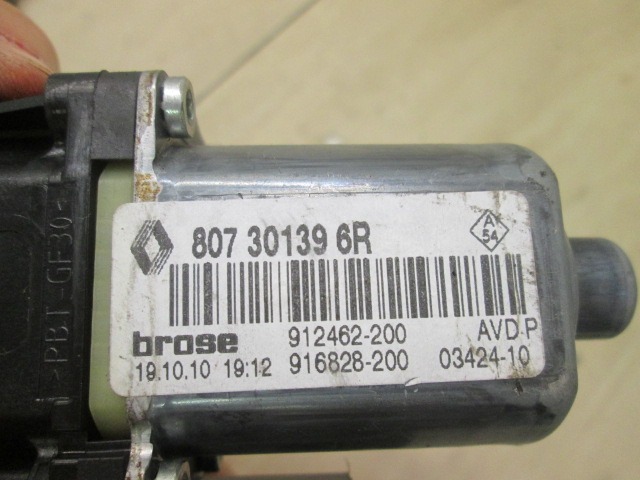 807 30139 6R
A
54
brose 912462-200 AVD.P
19.10.10 19:12 916828-200 03424-10
>PBT-GF30<